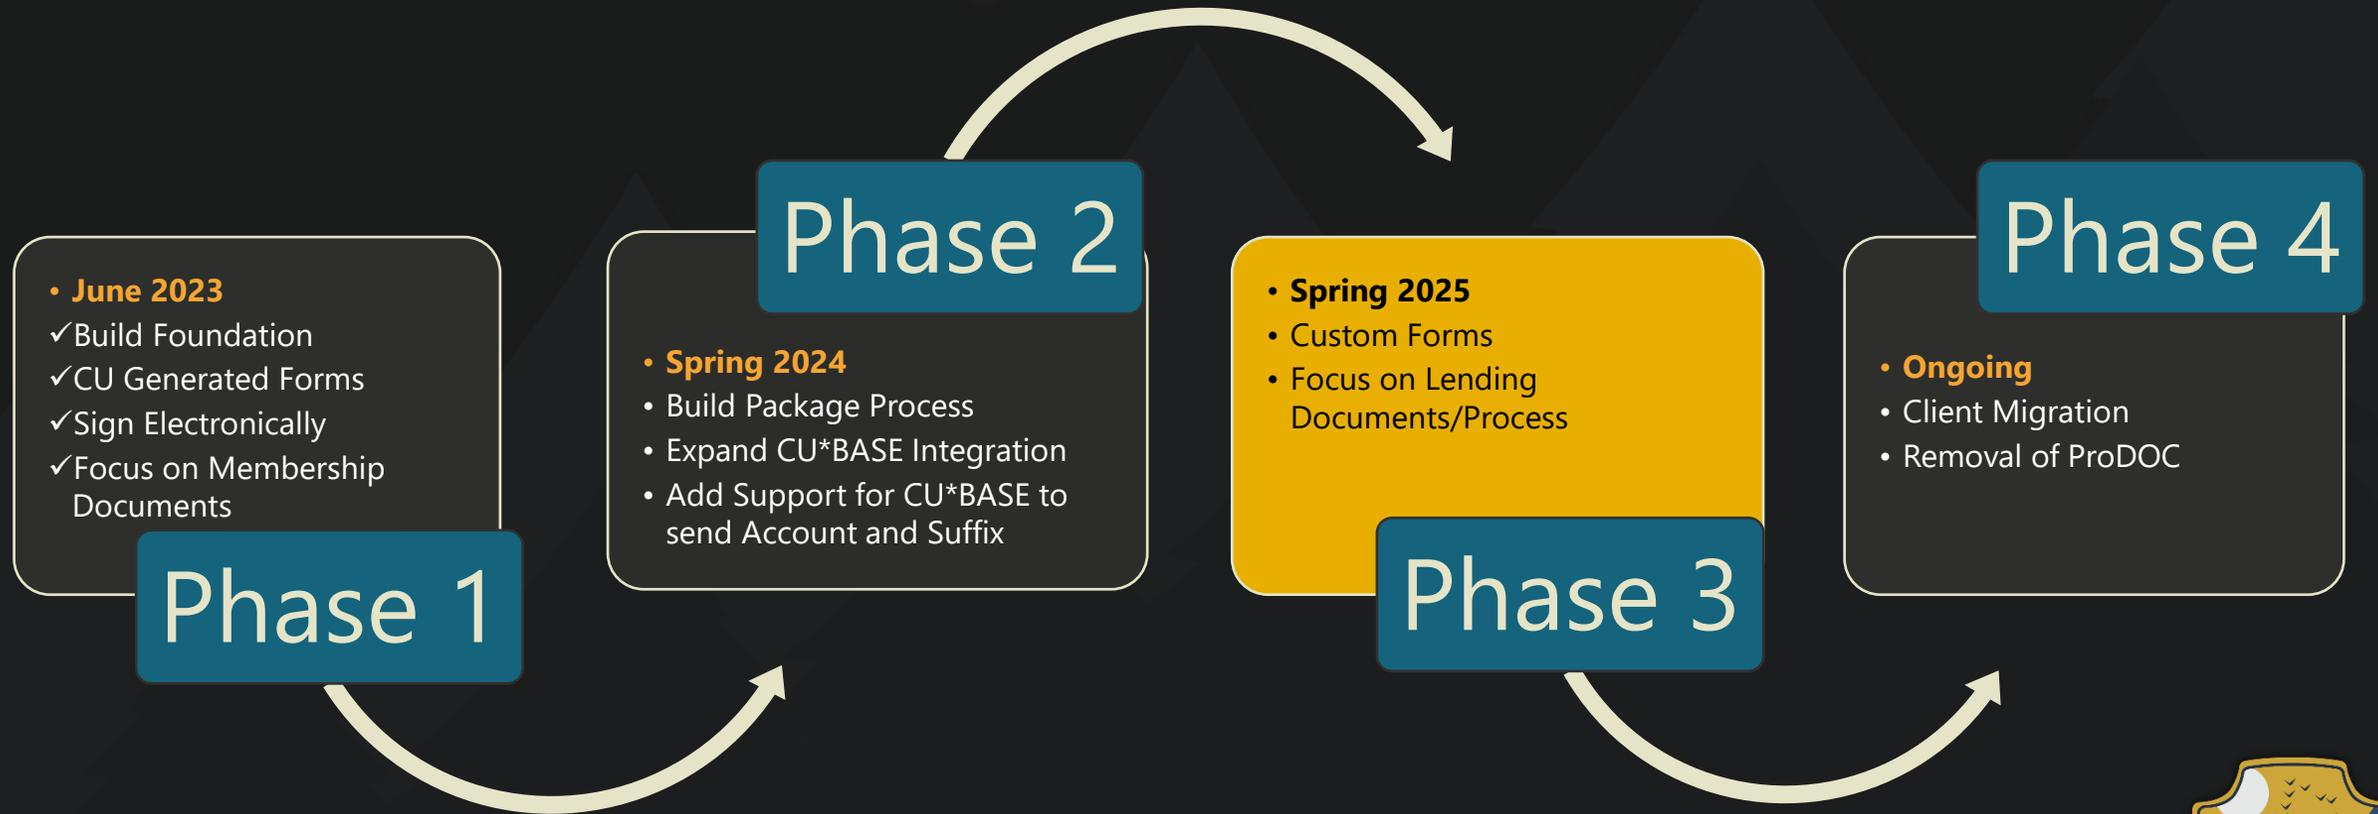 • June 2023
✓Build Foundation
✓CU Generated Forms
✓Sign Electronically
✓Focus on Membership
Documents
Phase 1
Phase 2
• Spring 2024
• Build Package Process
• Expand CU*BASE Integration
• Add Support for CU*BASE to
send Account and Suffix
• Spring 2025
• Custom Forms
• Focus on Lending
Documents/Process
Phase 3
Phase 4
• Ongoing
• Client Migration
• Removal of ProDOC